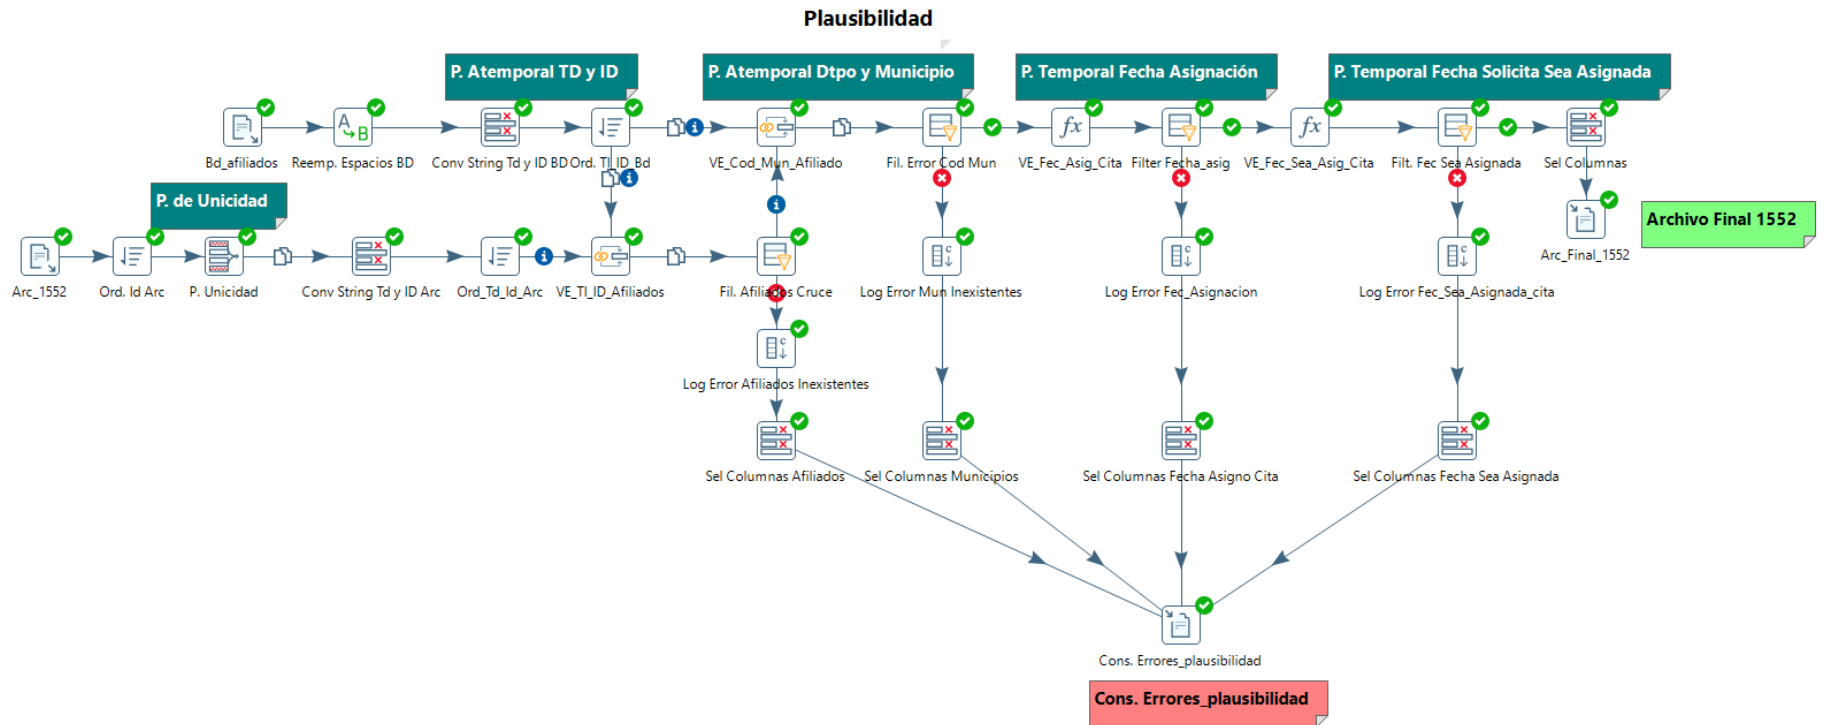 Plausibilidad
P. Atemporal TD y ID
P. Atemporal Dtpo y Municipio
P. Temporal Fecha Asignación
P. Temporal Fecha Solicita Sea Asignada
Bd_afiliados
Reemp. Espacios BD
Conv String Td y ID BD
Ord. TI_ID_Bd
VE_Cod_Mun_Afiliado
Fil. Error Cod Mun
VE_Fec_Asig_Cita
Filter Fecha_asig
VE_Fec_Sea_Asig_Cita
Filt. Fec Sea Asignada
Sel Columnas
P. de Unicidad
Archivo Final 1552
Arc_Final_1552
Arc_1552
Ord. Id Arc
P. Unicidad
Conv String Td y ID Arc
Ord_Td_Id_Arc
VE_TI_ID_Afiliados
Fil. Afiliados Cruce
Log Error Mun Inexistentes
Log Error Fec_Asignacion
Log Error Fec_Sea_Asignada_cita
Log Error Afiliados Inexistentes
Sel Columnas Afiliados
Sel Columnas Municipios
Sel Columnas Fecha Asigno Cita
Sel Columnas Fecha Sea Asignada
Cons. Errores_plausibilidad
Cons. Errores_plausibilidad